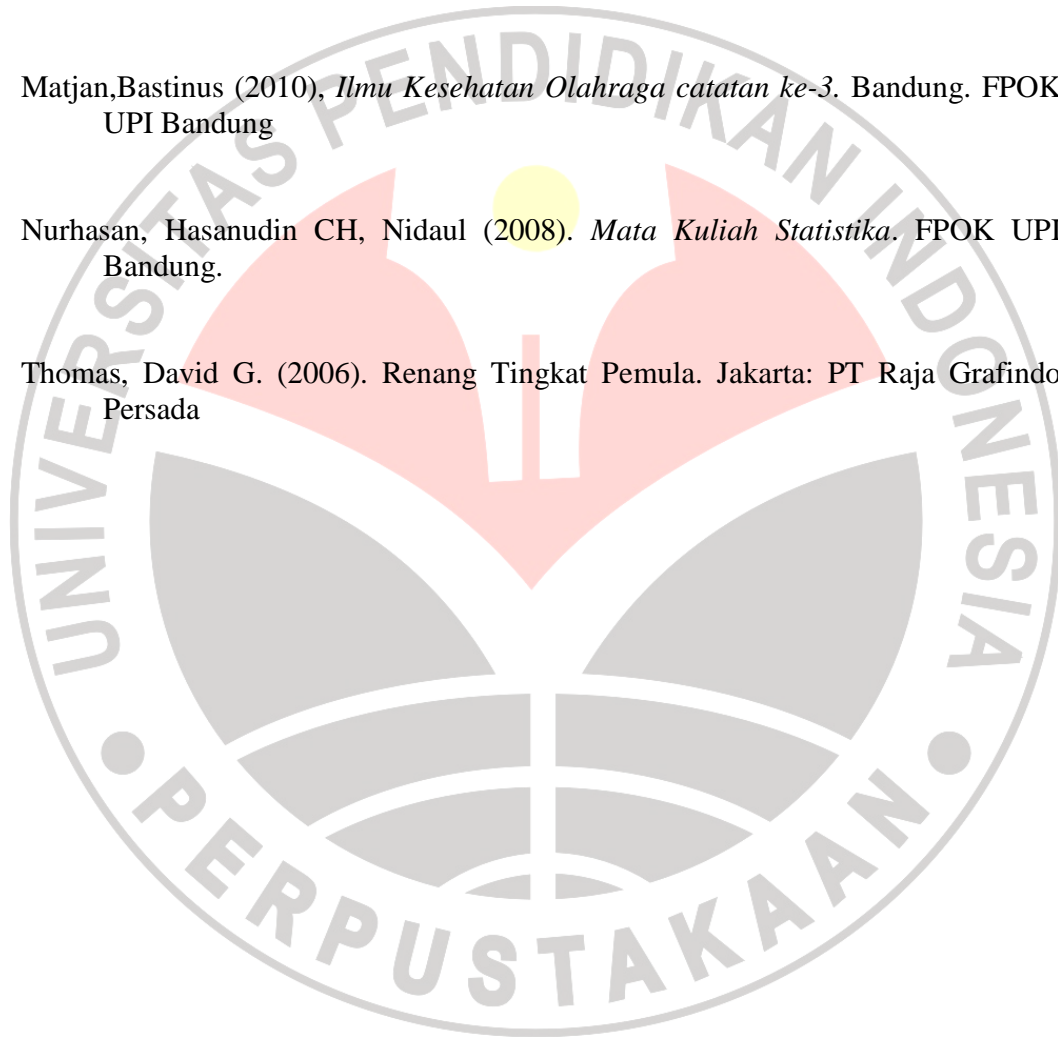 Matjan,Bastinus (2010), Ilmu Kesehatan Olahraga catatan ke-3. Bandung. FPOK
UPI Bandung
Nurhasan, Hasanudin CH, Nidaul (2008). Mata Kuliah Statistika. FPOK UPI
Bandung.
Thomas, David G. (2006). Renang Tingkat Pemula. Jakarta: PT Raja Grafindo
Persada
UNIVERSITAS PENDIDIKAN INDONESIA
PERPUSTAKAAN